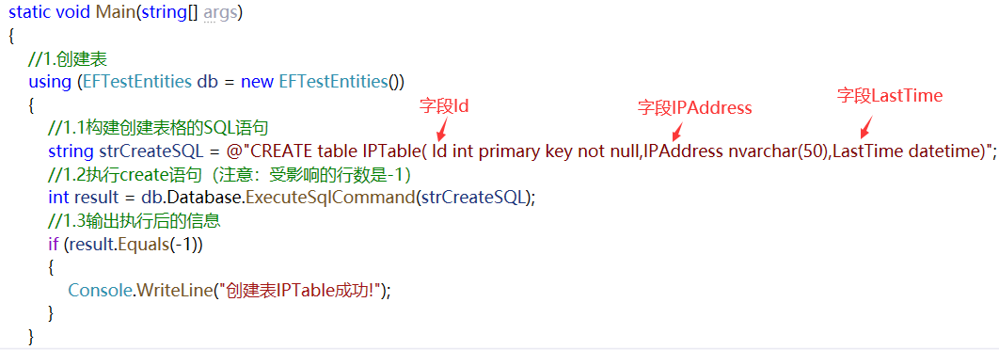 static void Main(string[] args)
{
//1.创建表
using (EFTestEntities db = new EFTestEntities())
{
字段Id
字段IPAddress
字段LastTime
//1.1构建创建表格的SQL语句
string strCreateSQL = @"CREATE table IPTable( Id int primary key not null,IPAddress nvarchar(50),LastTime datetime)";
//1.2执行create语句（注意：受影响的行数是-1）
int result = db.Database.ExecuteSqlCommand(strCreateSQL);
//1.3输出执行后的信息
if (result.Equals(-1))
{
Console.WriteLine("创建表IPTable成功!");
}
}